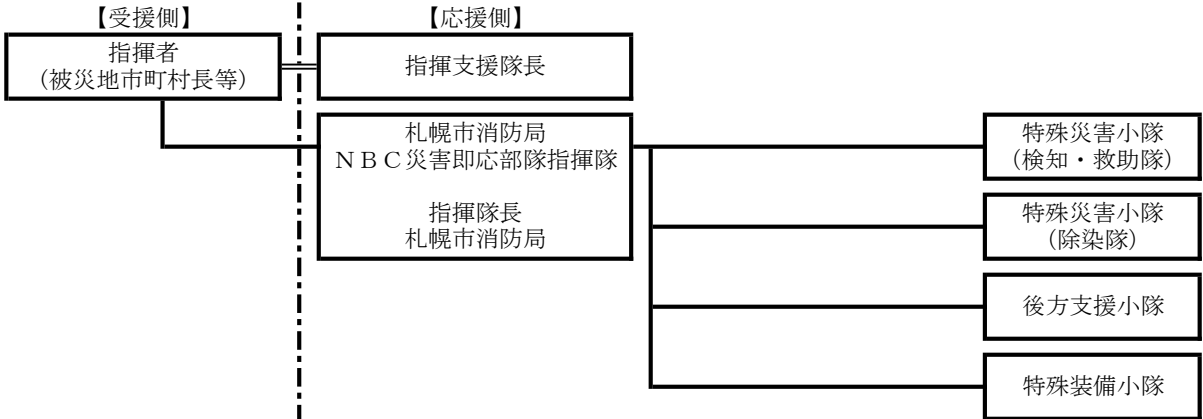 【受援側】
【応援側】
指揮者
(被災地市町村長等)
指揮支援隊長
札幌市消防局
ＮＢＣ災害即応部隊指揮隊
指揮隊長
札幌市消防局
特殊災害小隊
(検知・救助隊)
特殊災害小隊
(除染隊)
後方支援小隊
特殊装備小隊